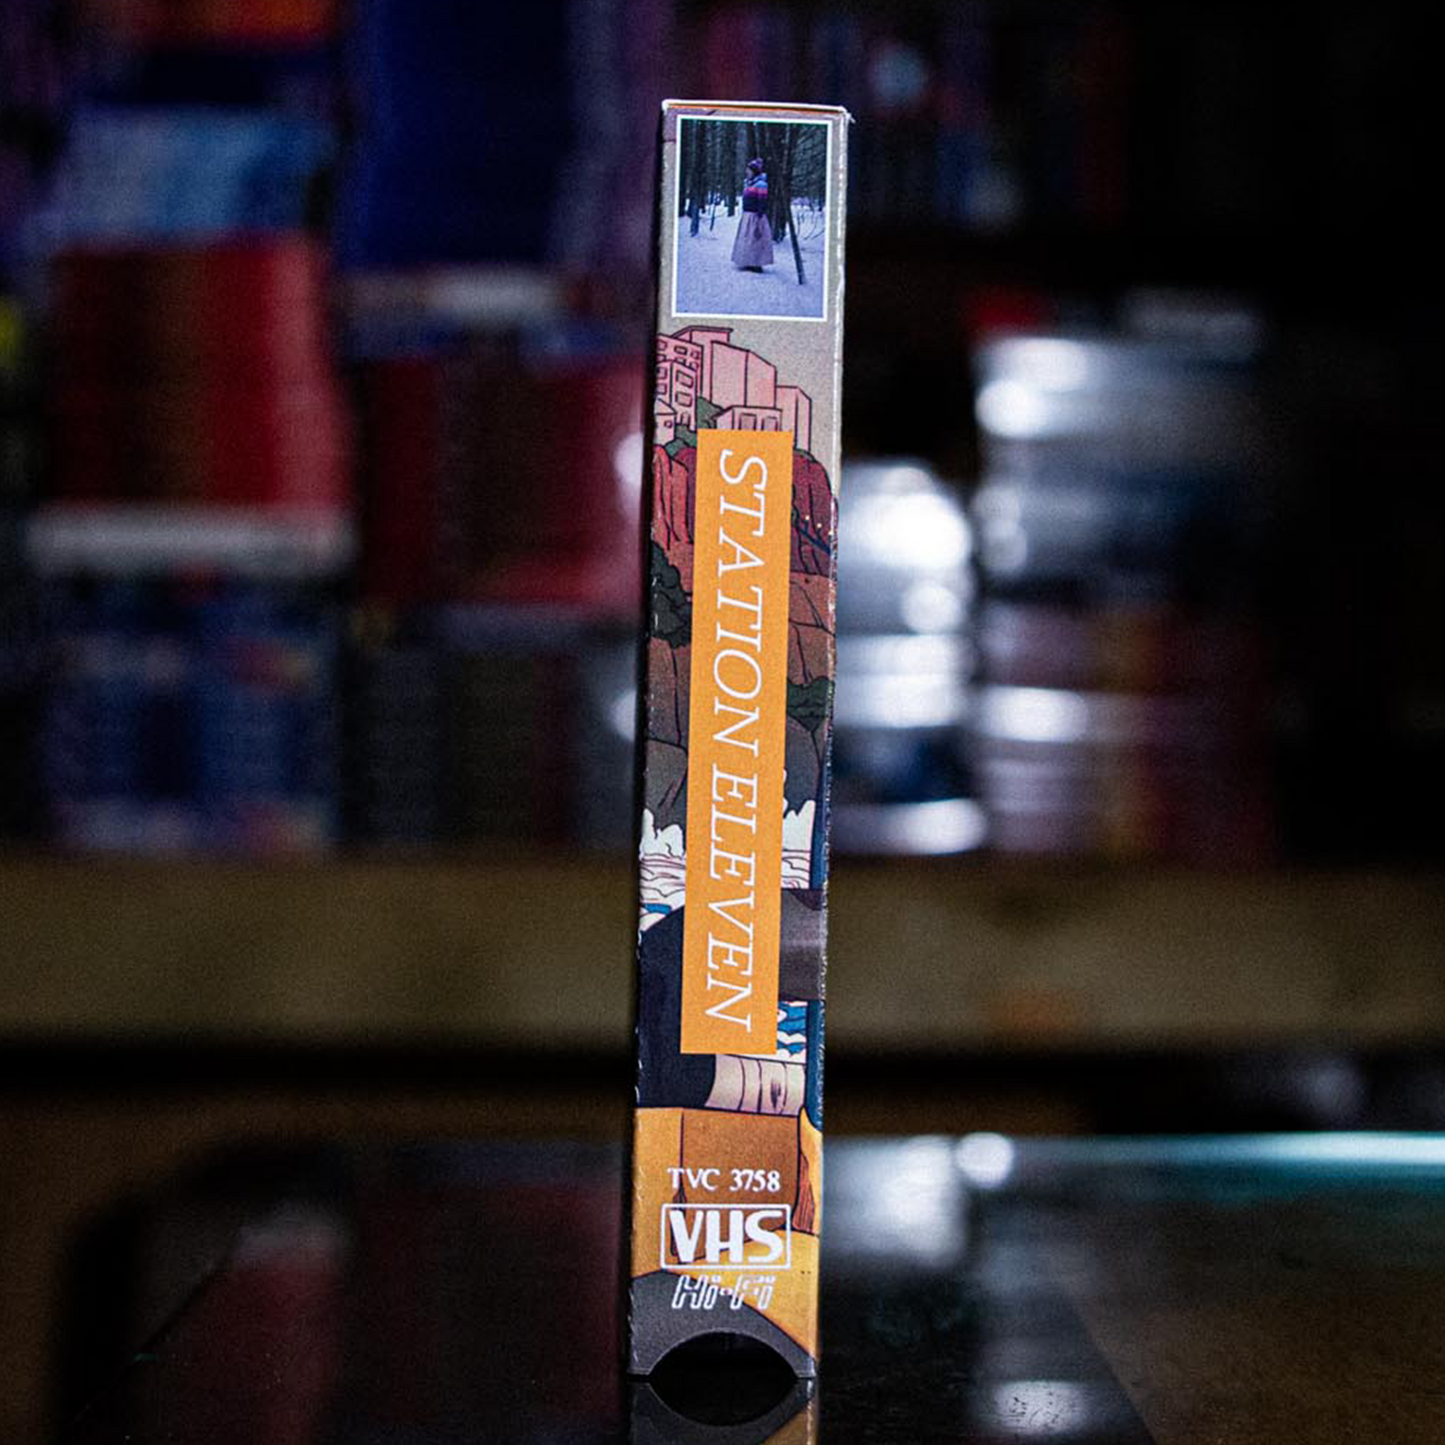 STATION ELEVEN
TVC 3758
VHS
Hi-Fi